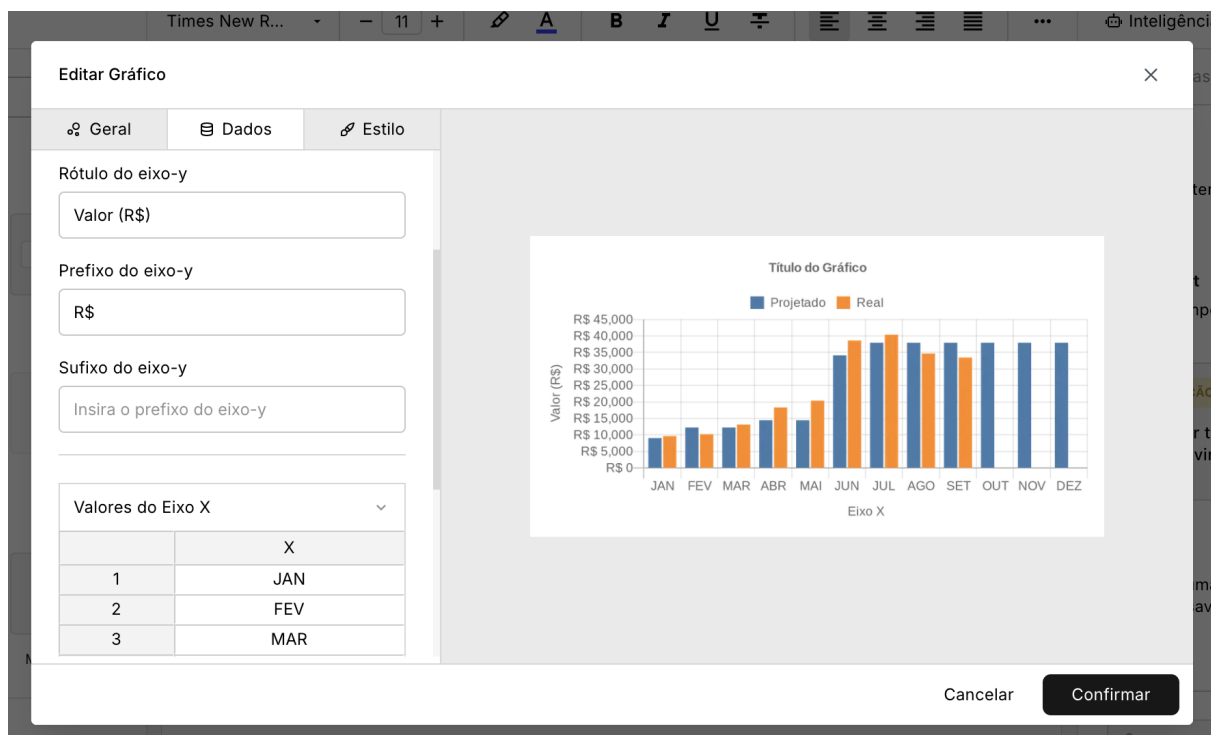 Times New R...
11
A
B I U T
Inteligênci
Editar Gráfico
Geral
Dados
Estilo
Rótulo do eixo-y
Valor (R$)
Prefixo do eixo-y
R$
Sufixo do eixo-y
Insira o prefixo do eixo-y
Valores do Eixo X
X
1 JAN
2 FEV
3 MAR
Título do Gráfico
Projetado Real
Valor (R$)
R$ 45,000
R$ 40,000
R$ 35,000
R$ 30,000
R$ 25,000
R$ 20,000
R$ 15,000
R$ 10,000
R$ 5,000
R$ 0
JAN FEV MAR ABR MAI JUN JUL AGO SET OUT NOV DEZ
Eixo X
Cancelar
Confirmar